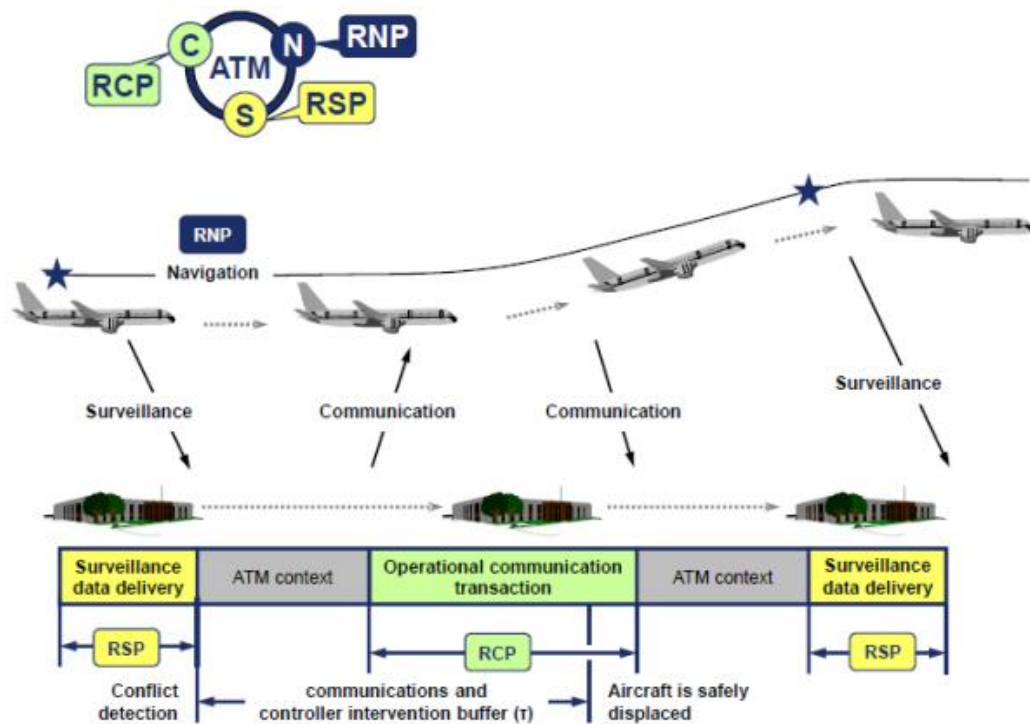 C
N
RNP
ATM
RCP
S
RSP
RNP
Navigation
Surveillance
Communication
Communication
Surveillance
Surveillance
data delivery
ATM context
Operational communication
transaction
ATM context
Surveillance
data delivery
RSP
RCP
RSP
Conflict
detection
communications and
controller intervention buffer (τ)
Aircraft is safely
displaced